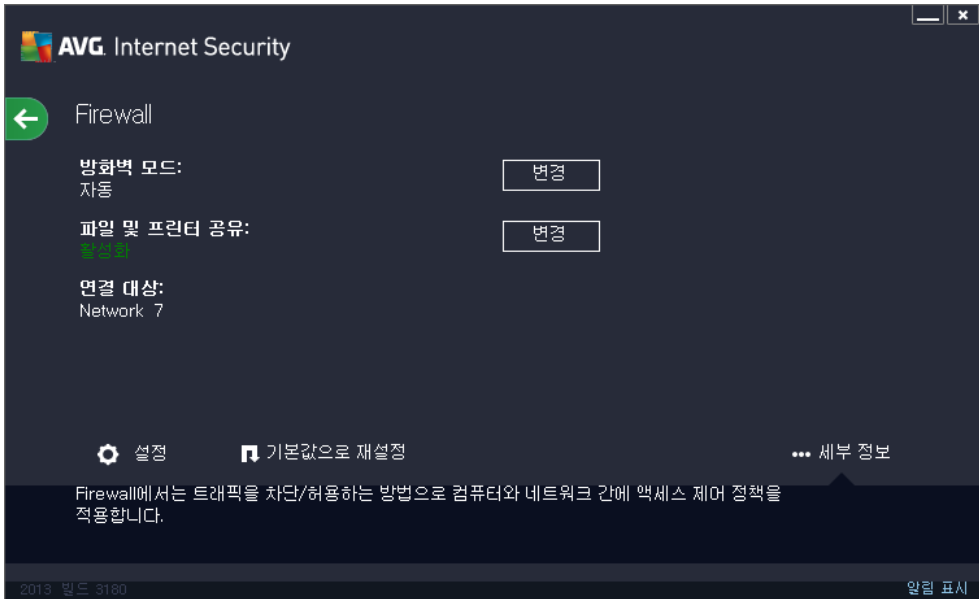 AVG. Internet Security
Firewall
방화벽 모드:
자동
변경
파일 및 프린터 공유:
활성화
변경
연결 대상:
Network 7
설정
기본값으로 재설정
••• 세부 정보
Firewall에서는 트래픽을 차단/허용하는 방법으로 컴퓨터와 네트워크 간에 액세스 제어 정책을
적용합니다.
2013 빌드 3180
알림 표시